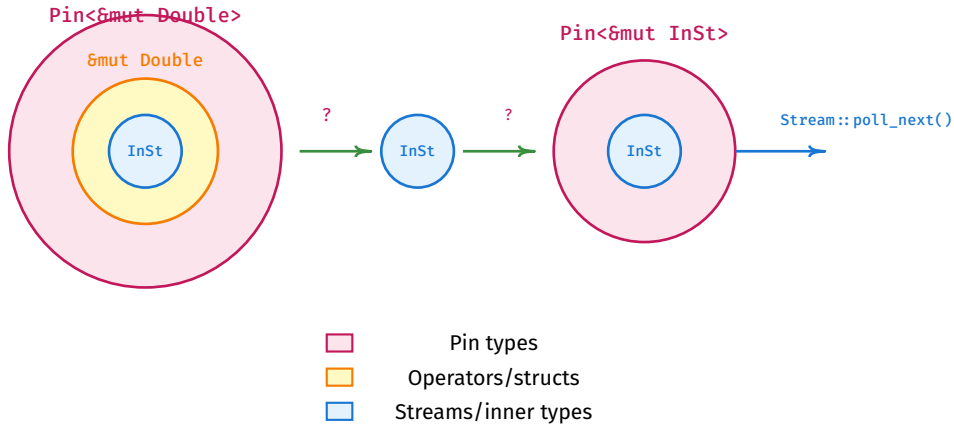 Pin<&mut Double>
&mut Double
InSt
?
InSt
?
Pin<&mut InSt>
InSt
Stream::poll_next()
Pin types
Operators/structs
Streams/inner types